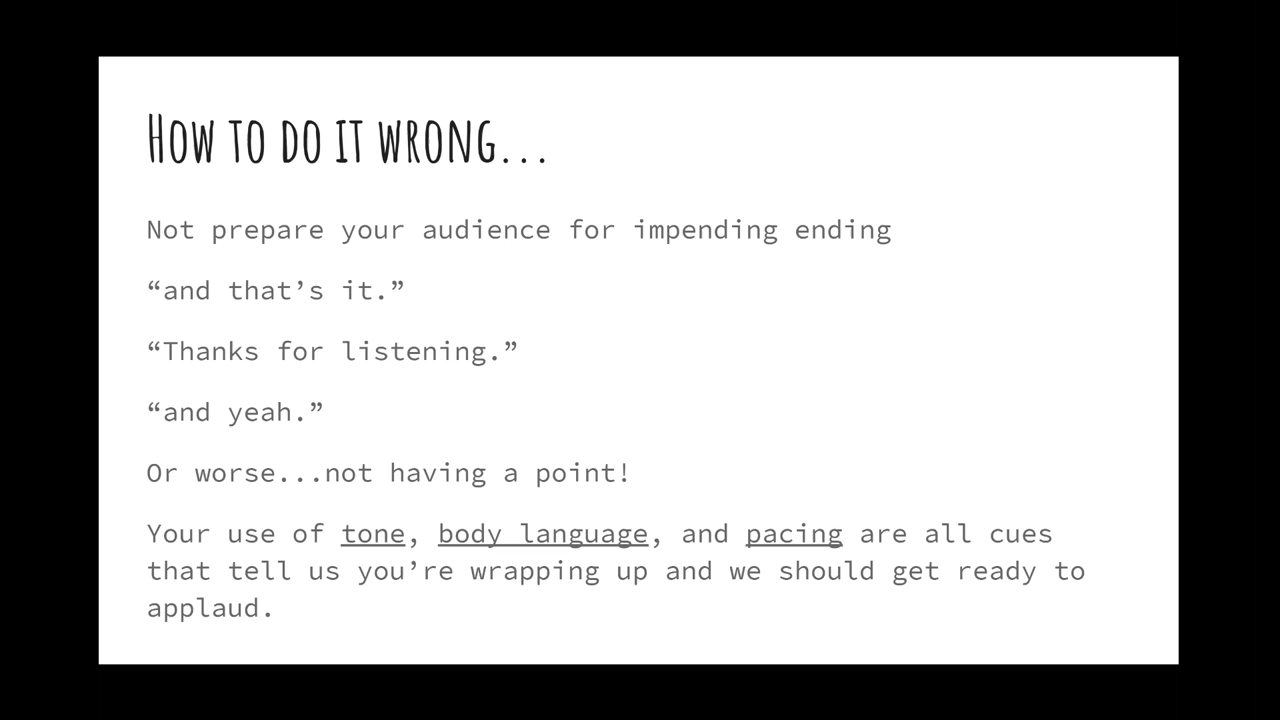 How to do it wrong...
Not prepare your audience for impending ending
“and that’s it.”
“Thanks for listening.”
“and yeah.”
Or worse...not having a point!
Your use of tone, body language, and pacing are all cues
that tell us you’re wrapping up and we should get ready to
applaud.